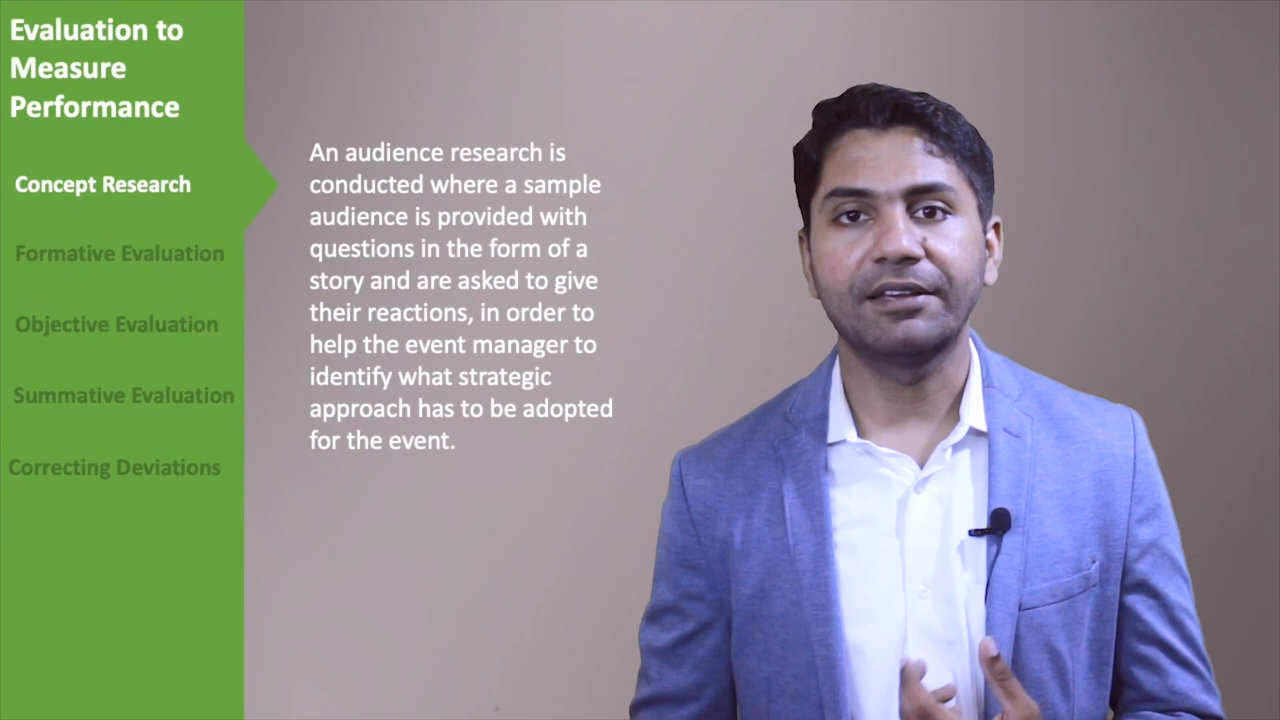 Evaluation to
Measure
Performance
Concept Research
Formative Evaluation
Objective Evaluation
Summative Evaluation
Correcting Deviations
An audience research is
conducted where a sample
audience is provided with
questions in the form of a
story and are asked to give
their reactions, in order to
help the event manager to
identify what strategic
approach has to be adopted
for the event.